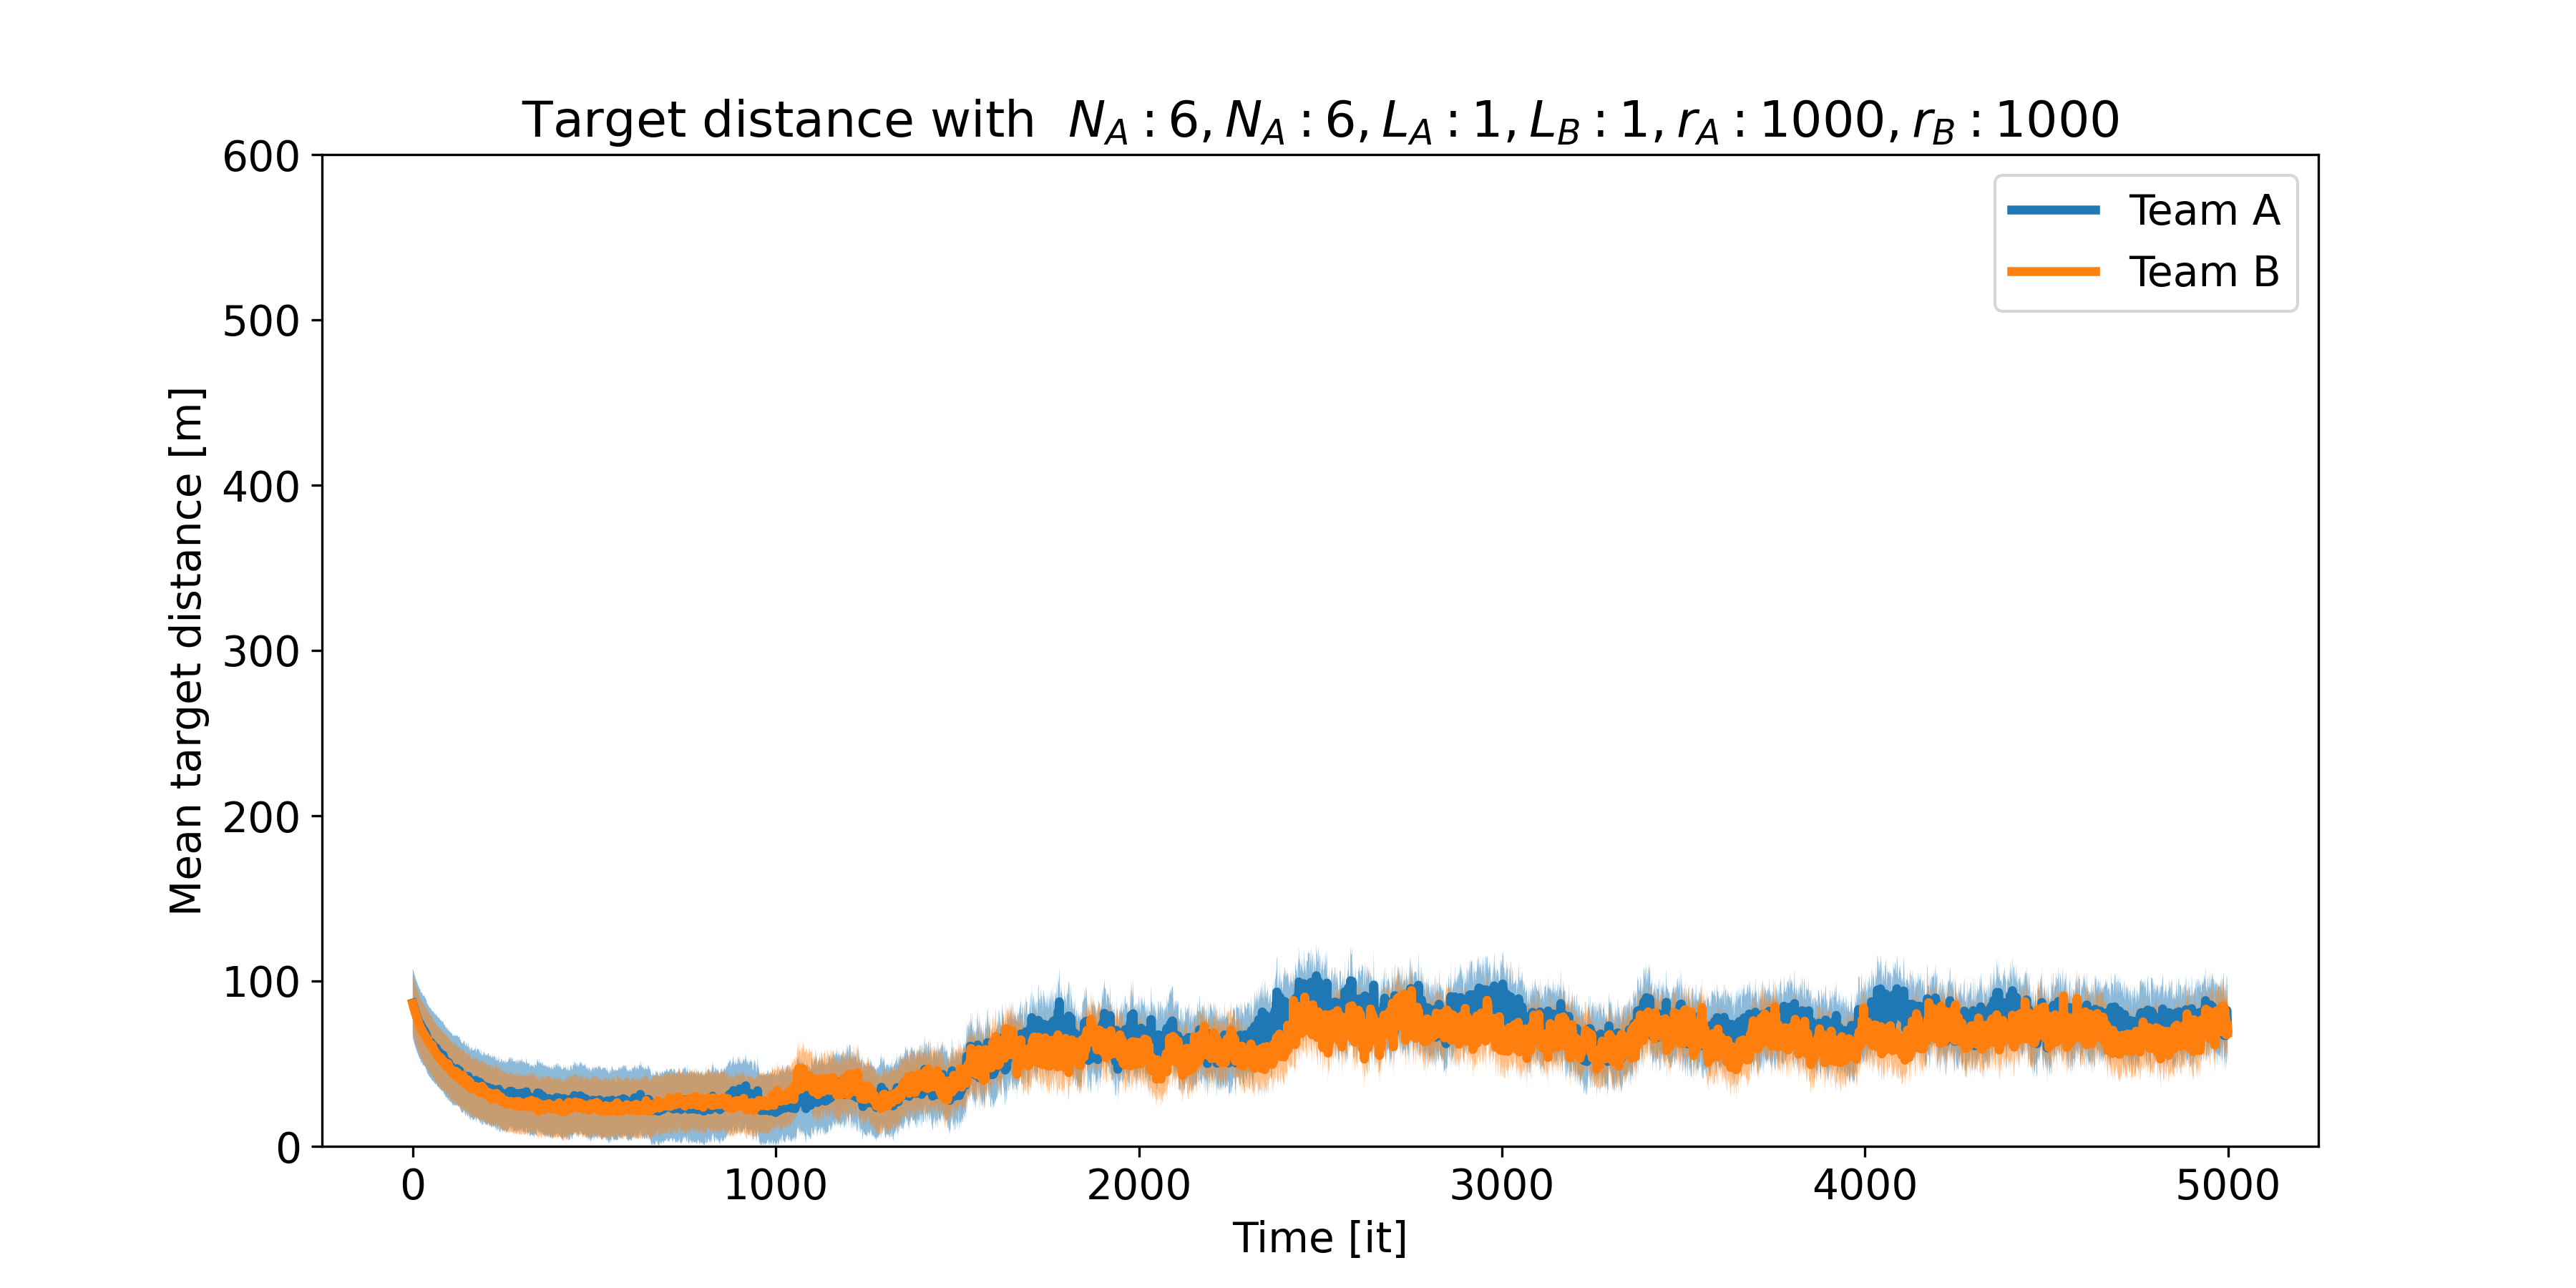 Target distance with N_A : 6, N_A : 6, L_A : 1, L_B : 1, r_A : 1000, r_B : 1000
600
500
400
300
200
100
0
Mean target distance [m]
Team A
Team B
0 1000 2000 3000 4000 5000
Time [it]